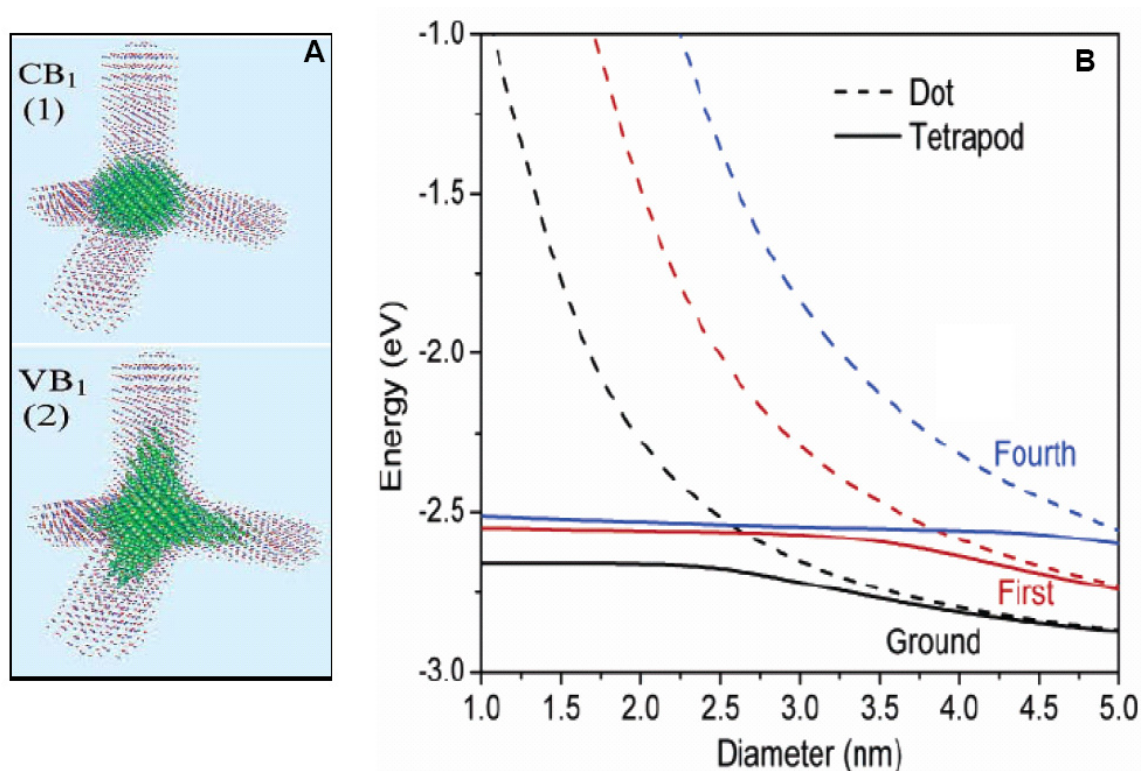 A
CB₁
(1)
VB₁
(2)
B
Dot
Tetrapod
Fourth
First
Ground
Energy (eV)
-1.0
-1.5
-2.0
-2.5
-3.0
1.0 1.5 2.0 2.5 3.0 3.5 4.0 4.5 5.0
Diameter (nm)